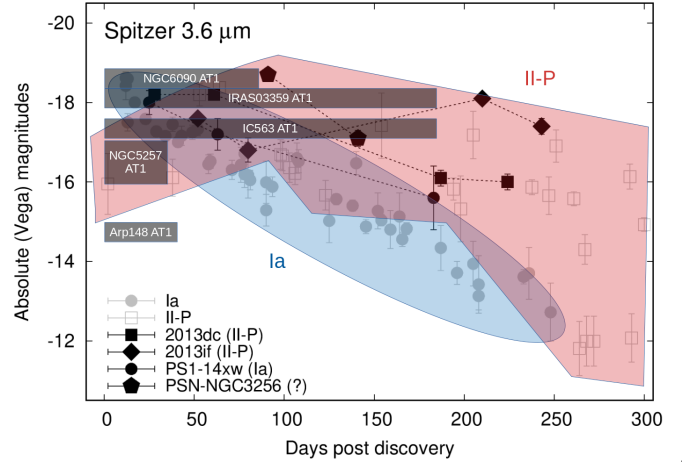 Spitzer 3.6 μm
II-P
NGC6090 AT1
IRAS03359 AT1
IC563 AT1
NGC5257
AT1
Arp148 AT1
Ia
Ia
II-P
2013dc (II-P)
2013if (II-P)
PS1-14xw (Ia)
PSN-NGC3256 (?)
-20
-18
-16
-14
-12
Absolute (Vega) magnitudes
0 50 100 150 200 250 300
Days post discovery